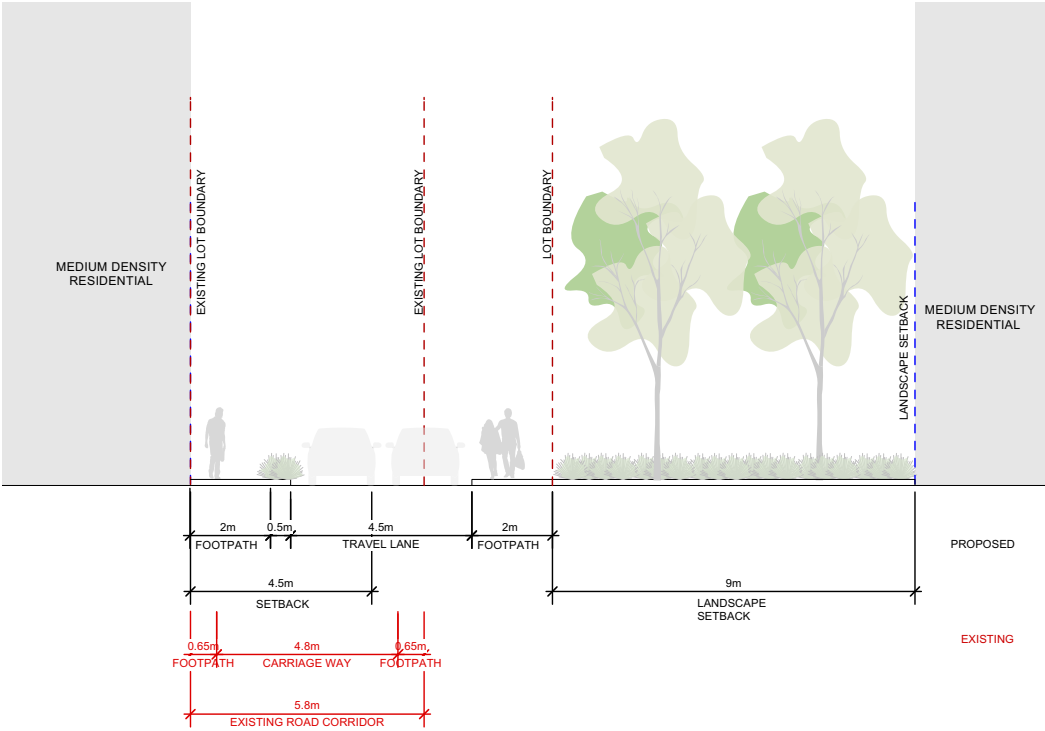 EXISTING LOT BOUNDARY
EXISTING LOT BOUNDARY
LOT BOUNDARY
MEDIUM DENSITY
RESIDENTIAL
LANDSCAPE SETBACK
MEDIUM DENSITY
RESIDENTIAL
2m
0.5m
4.5m
2m
FOOTPATH
TRAVEL LANE
FOOTPATH
PROPOSED
4.5m
9m
SETBACK
LANDSCAPE
SETBACK
0.65m
4.8m
0.65m
EXISTING
FOOTPATH
CARRIAGE WAY
FOOTPATH
5.8m
EXISTING ROAD CORRIDOR